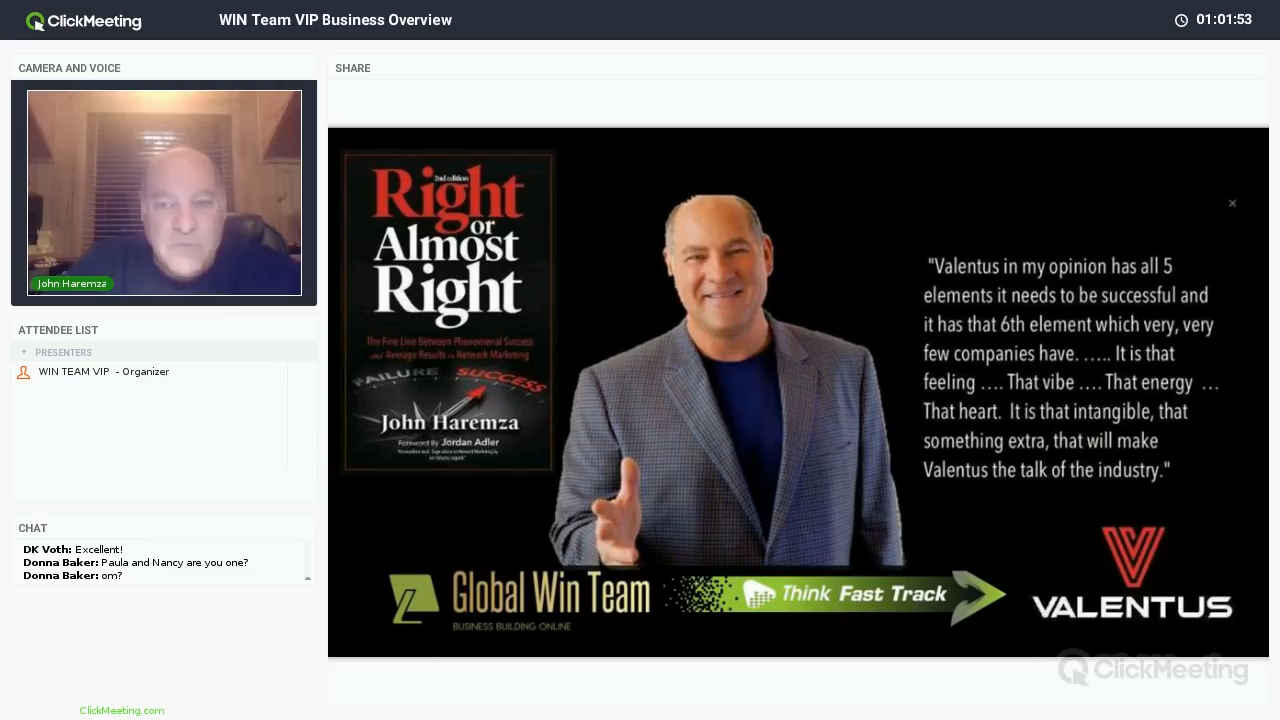 ClickMeeting
WIN Team VIP Business Overview
01:01:53
CAMERA AND VOICE
John Haremza
ATTENDEE LIST
PRESENTERS
WIN TEAM VIP - Organizer
CHAT
DK Voth: Excellent!
Donna Baker: Paula and Nancy are you one?
Donna Baker: om?
ClickMeeting.com
SHARE
2nd edition
Right
or
Almost
Right
The Fine Line Between Phenomenal Success
and Average Results in Network Marketing
FAILURE SUCCESS
John Haremza
Foreword By Jordan Adler
"Valentus in my opinion has all 5
elements it needs to be successful and
it has that 6th element which very, very
few companies have. ..... It is that
feeling .... That vibe .... That energy ...
That heart. It is that intangible, that
something extra, that will make
Valentus the talk of the industry."
Global Win Team
BUSINESS BUILDING ONLINE
Think Fast Track
VALENTUS
ClickMeeting